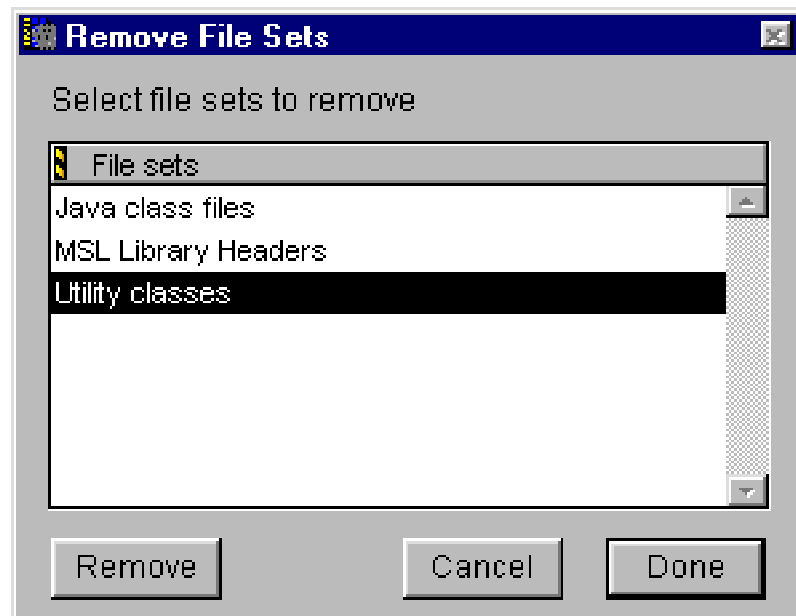 Remove File Sets
Select file sets to remove
File sets
Java class files
MSL Library Headers
Utility classes
Remove Cancel Done